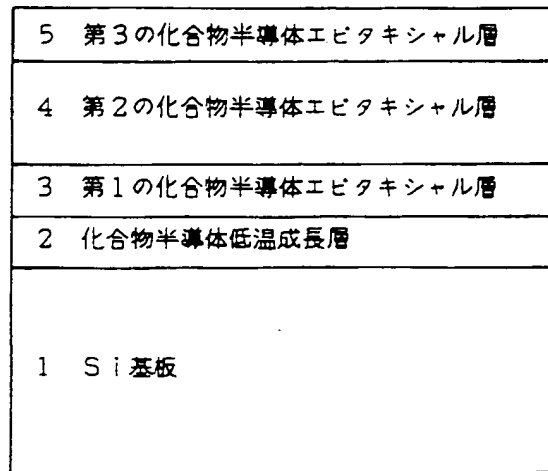 5 第3の化合物半導体エピタキシャル層
4 第2の化合物半導体エピタキシャル層
3 第1の化合物半導体エピタキシャル層
2 化合物半導体低温成長層
1 Si基板